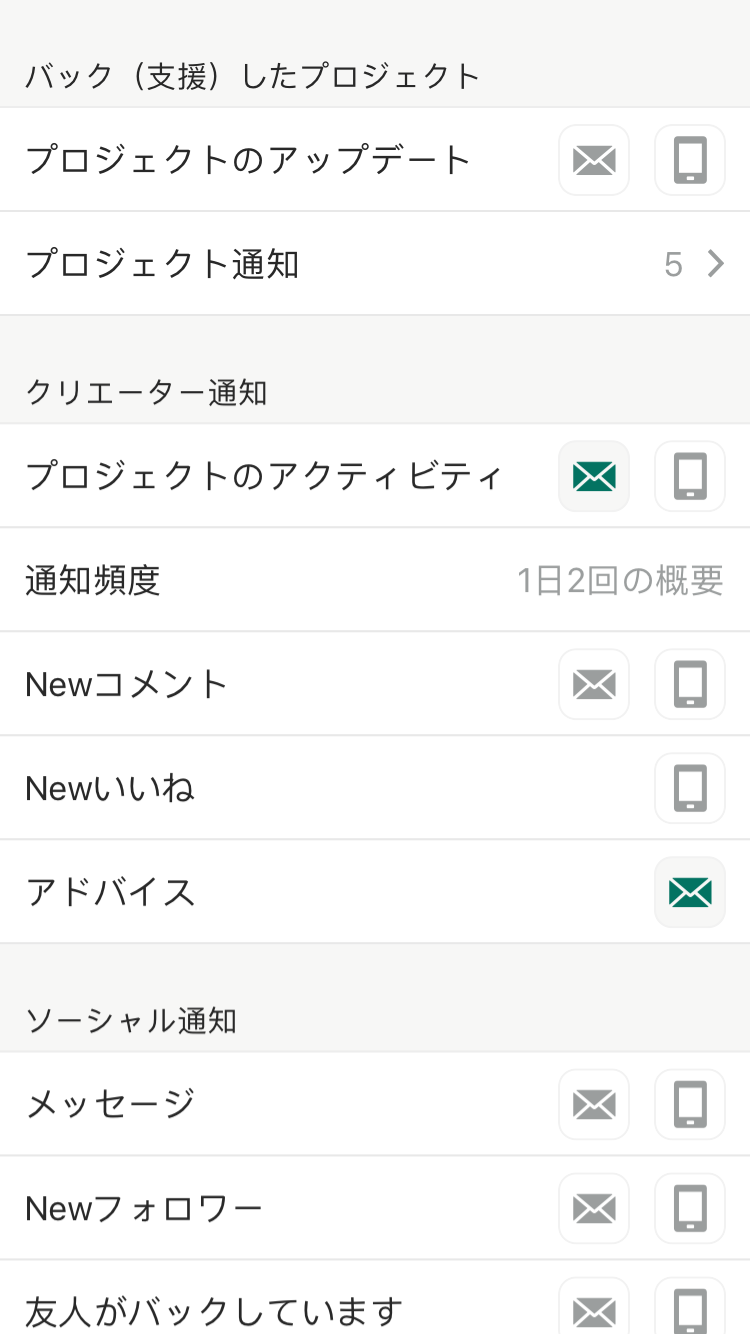 バック（支援）したプロジェクト
プロジェクトのアップデート
プロジェクト通知 5
クリエーター通知
プロジェクトのアクティビティ
通知頻度 1日2回の概要
Newコメント
Newいいね
アドバイス
ソーシャル通知
メッセージ
Newフォロワー
友人がバックしています